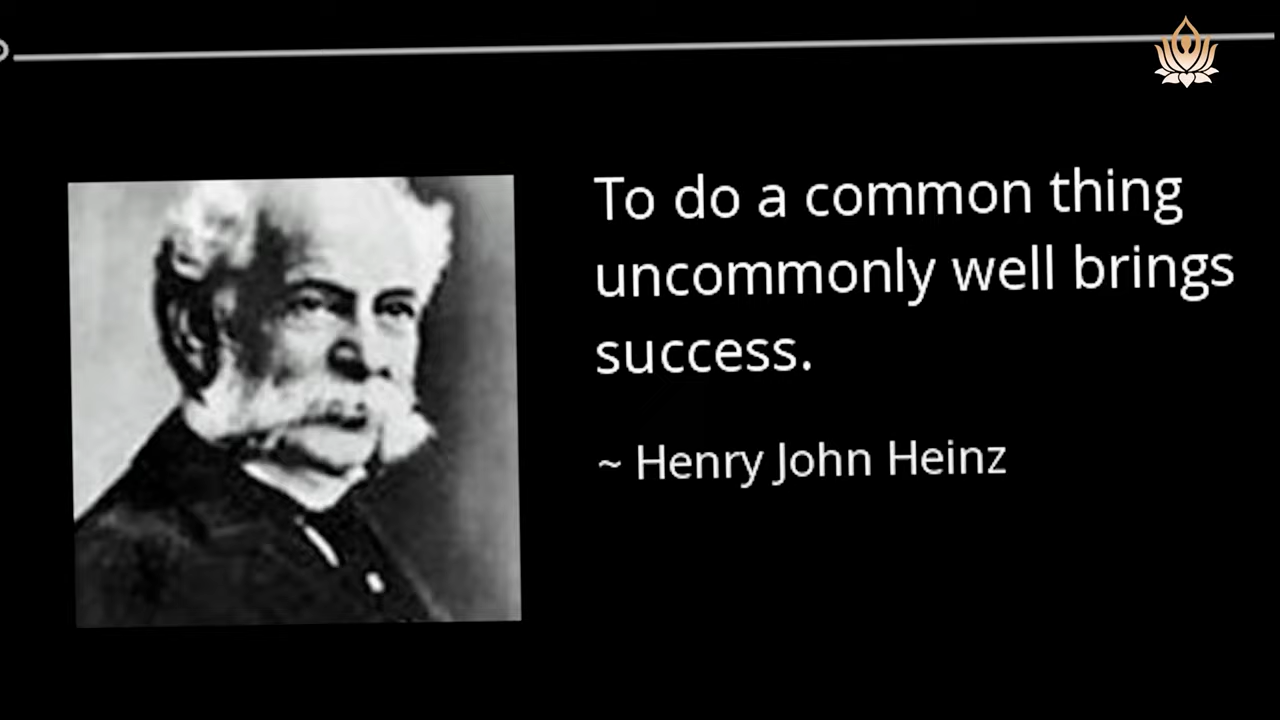 To do a common thing
uncommonly well brings
success.
~ Henry John Heinz